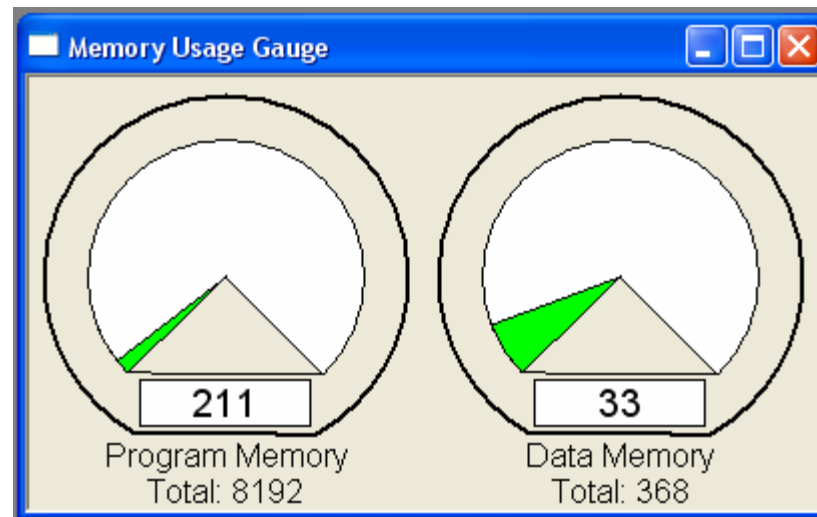 Memory Usage Gauge
211
Program Memory
Total: 8192
33
Data Memory
Total: 368